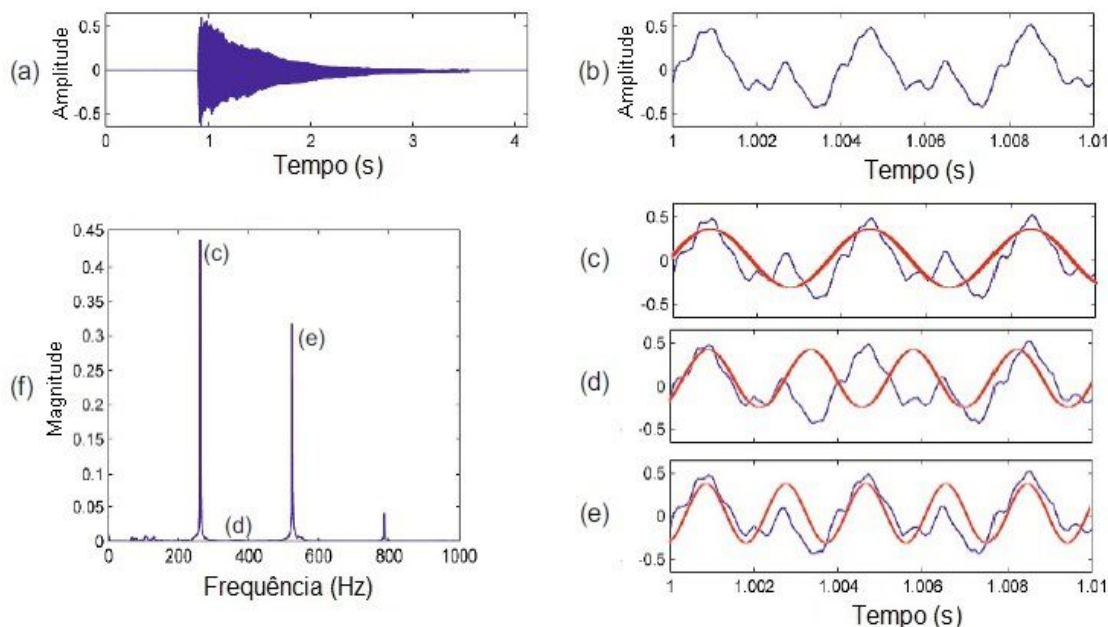 (a)
Amplitude
0.5
0
-0.5
0 1 2 3 4
Tempo (s)
(b)
Amplitude
0.5
0
-0.5
1 1.002 1.004 1.006 1.008 1.01
Tempo (s)
(f)
Magnitude
0.45
0.4
0.35
0.3
0.25
0.2
0.15
0.1
0.05
0
(c)
(e)
(d)
0 200 400 600 800 1000
Frequência (Hz)
(c)
0.5
0
-0.5
(d)
0.5
0
-0.5
(e)
0.5
0
-0.5
1 1.002 1.004 1.006 1.008 1.01
Tempo (s)